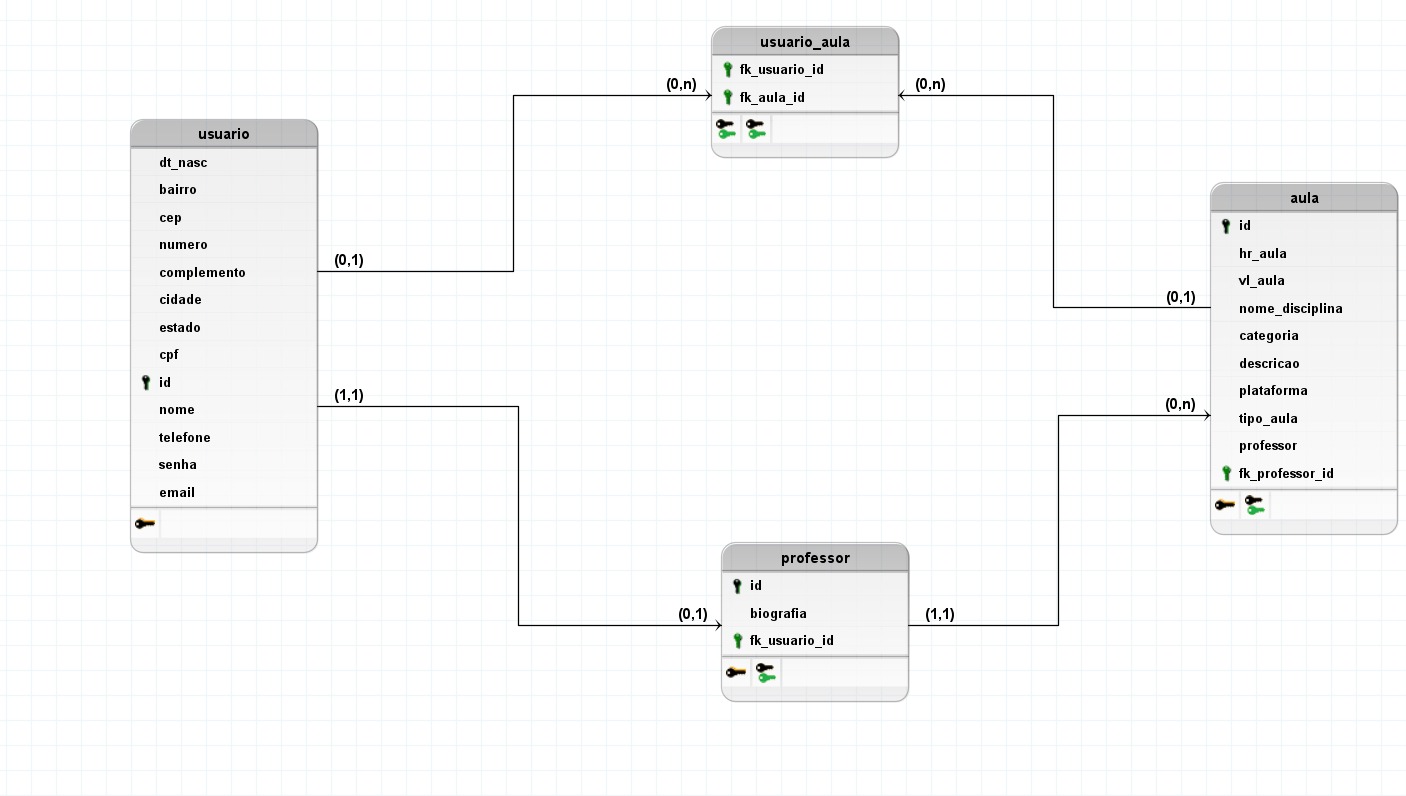 usuario_aula
fk_usuario_id
fk_aula_id
(0,n)
(0,n)
usuario
dt_nasc
bairro
cep
numero
complemento
cidade
estado
cpf
id
nome
telefone
senha
email
(0,1)
(1,1)
aula
id
hr_aula
vl_aula
nome_disciplina
categoria
descricao
plataforma
tipo_aula
professor
fk_professor_id
(0,1)
(0,n)
professor
id
biografia
fk_usuario_id
(0,1)
(1,1)